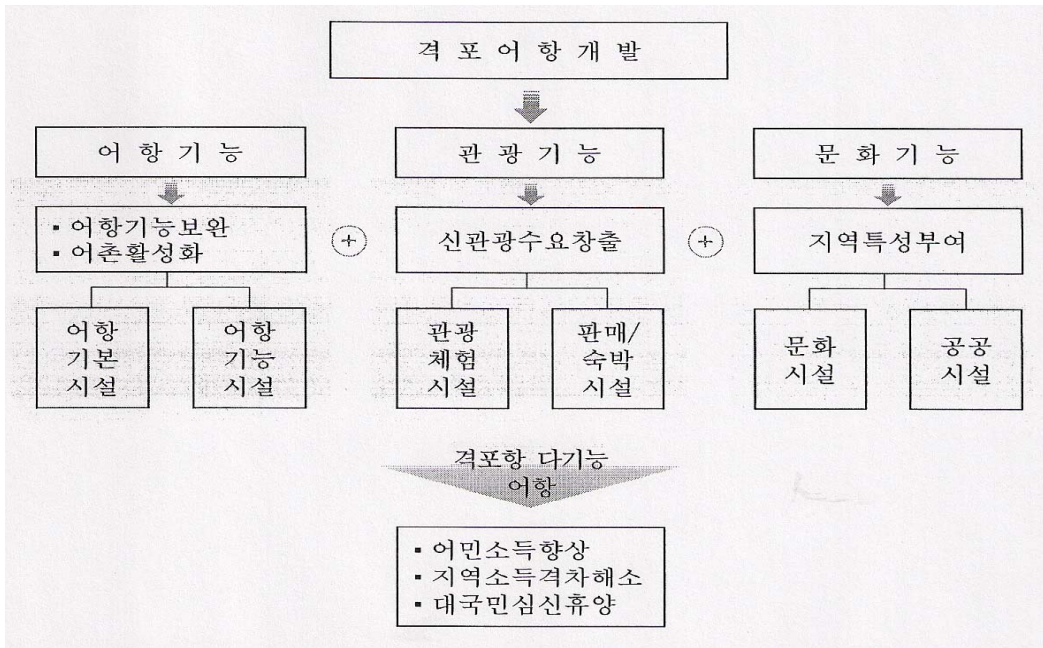 격 포 어 항 개 발
어 항 기 능
관 광 기 능
문 화 기 능
▪ 어항기능보완
▪ 어촌활성화
+
신관광수요창출
+
지역특성부여
어항
기본
시설
어항
기능
시설
관광
체험
시설
판매/
숙박
시설
문화
시설
공공
시설
격포항 다기능
어항
▪ 어민소득향상
▪ 지역소득격차해소
▪ 대국민심신휴양